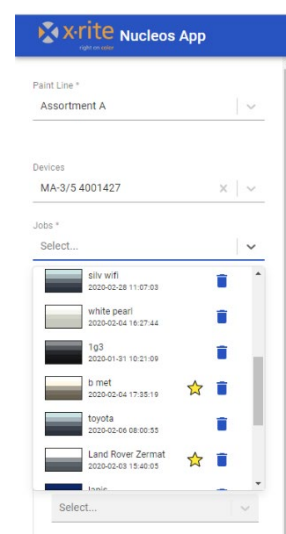 x·rite Nucleos App
right on color
Paint Line *
Assortment A
Devices
MA-3/5 4001427
Jobs *
Select...
silv wifi
2020-02-28 11:07:03
white pearl
2020-02-04 16:27:44
1g3
2020-01-31 10:21:09
b met
2020-02-04 17:35:19
toyota
2020-02-06 08:00:55
Land Rover Zermat
2020-02-03 15:40:05
Select...